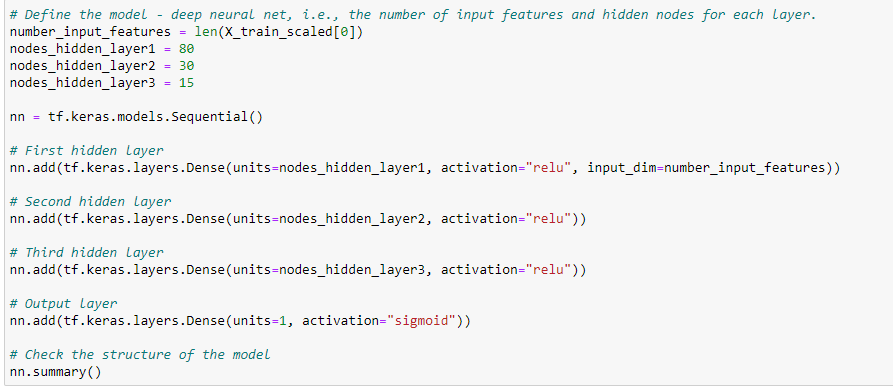 # Define the model - deep neural net, i.e., the number of input features and hidden nodes for each layer.
number_input_features = len(X_train_scaled[0])
nodes_hidden_layer1 = 80
nodes_hidden_layer2 = 30
nodes_hidden_layer3 = 15
nn = tf.keras.models.Sequential()
# First hidden layer
nn.add(tf.keras.layers.Dense(units=nodes_hidden_layer1, activation="relu", input_dim=number_input_features))
# Second hidden layer
nn.add(tf.keras.layers.Dense(units=nodes_hidden_layer2, activation="relu"))
# Third hidden layer
nn.add(tf.keras.layers.Dense(units=nodes_hidden_layer3, activation="relu"))
# Output layer
nn.add(tf.keras.layers.Dense(units=1, activation="sigmoid"))
# Check the structure of the model
nn.summary()